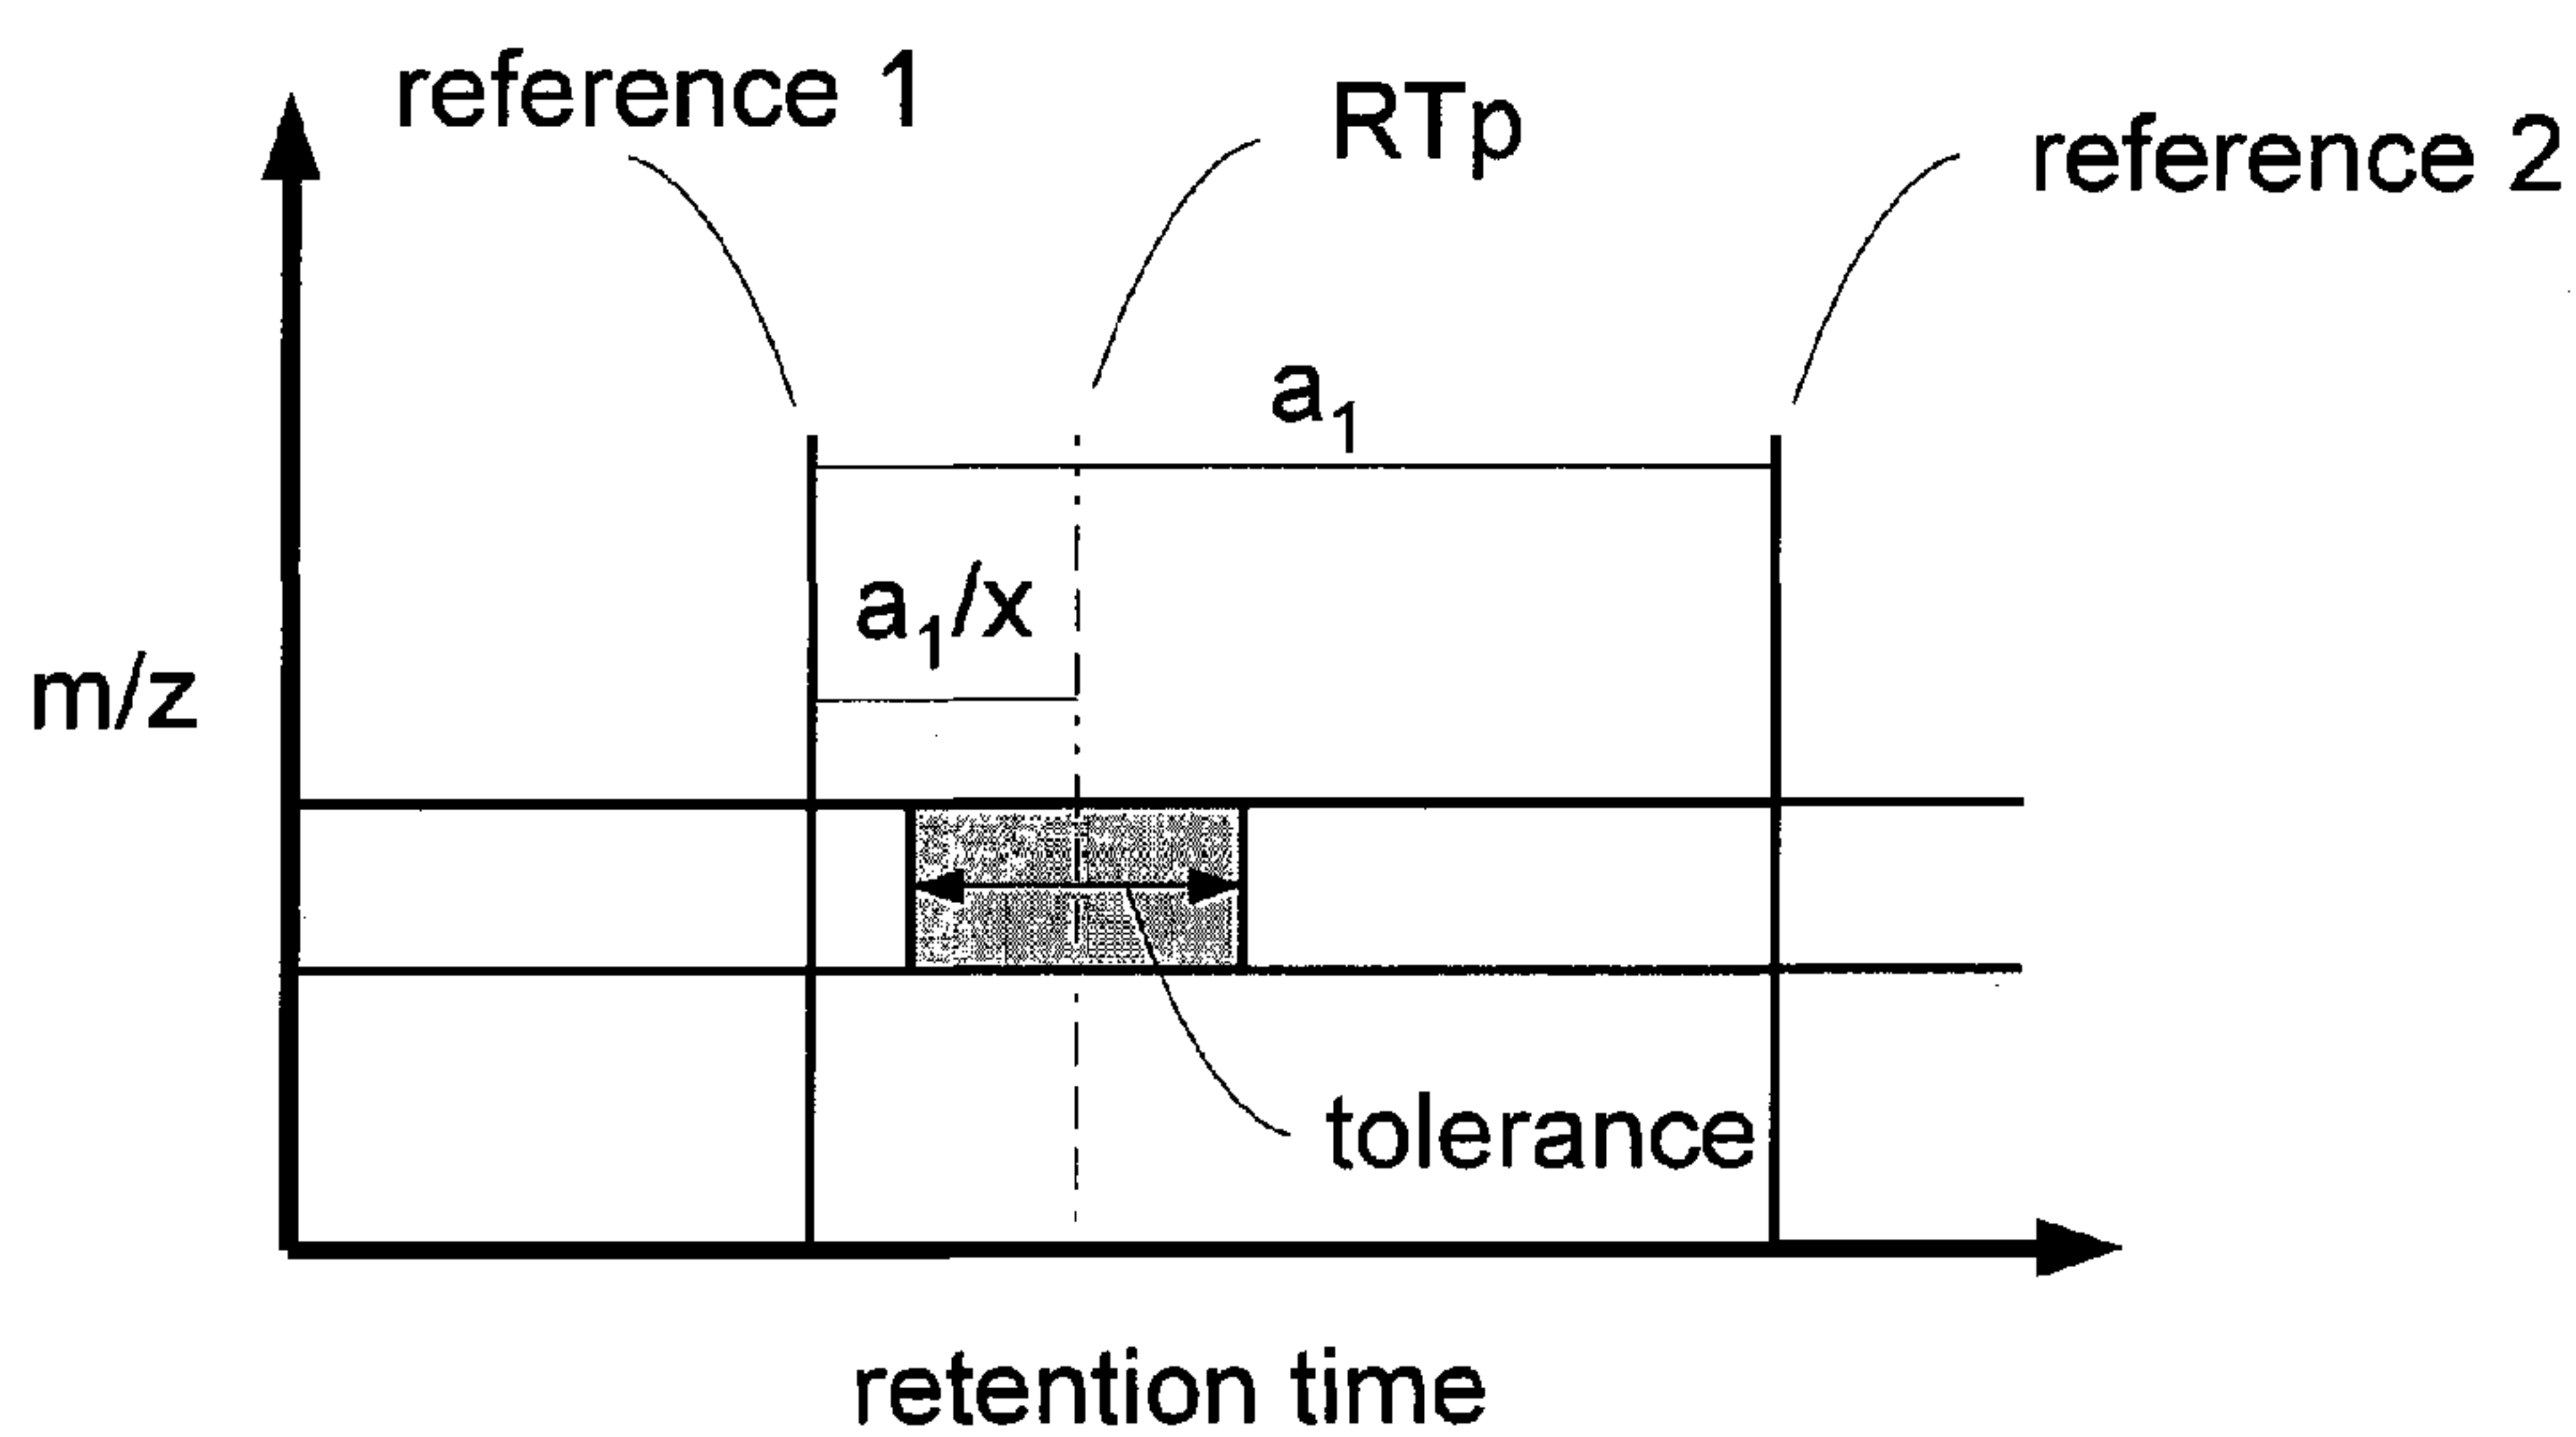 reference 1
RTp
reference 2
a₁
a₁/x
m/z
tolerance
retention time